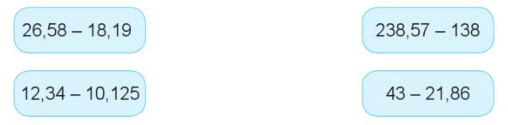 26,58 – 18,19
238,57 – 138
12,34 – 10,125
43 – 21,86